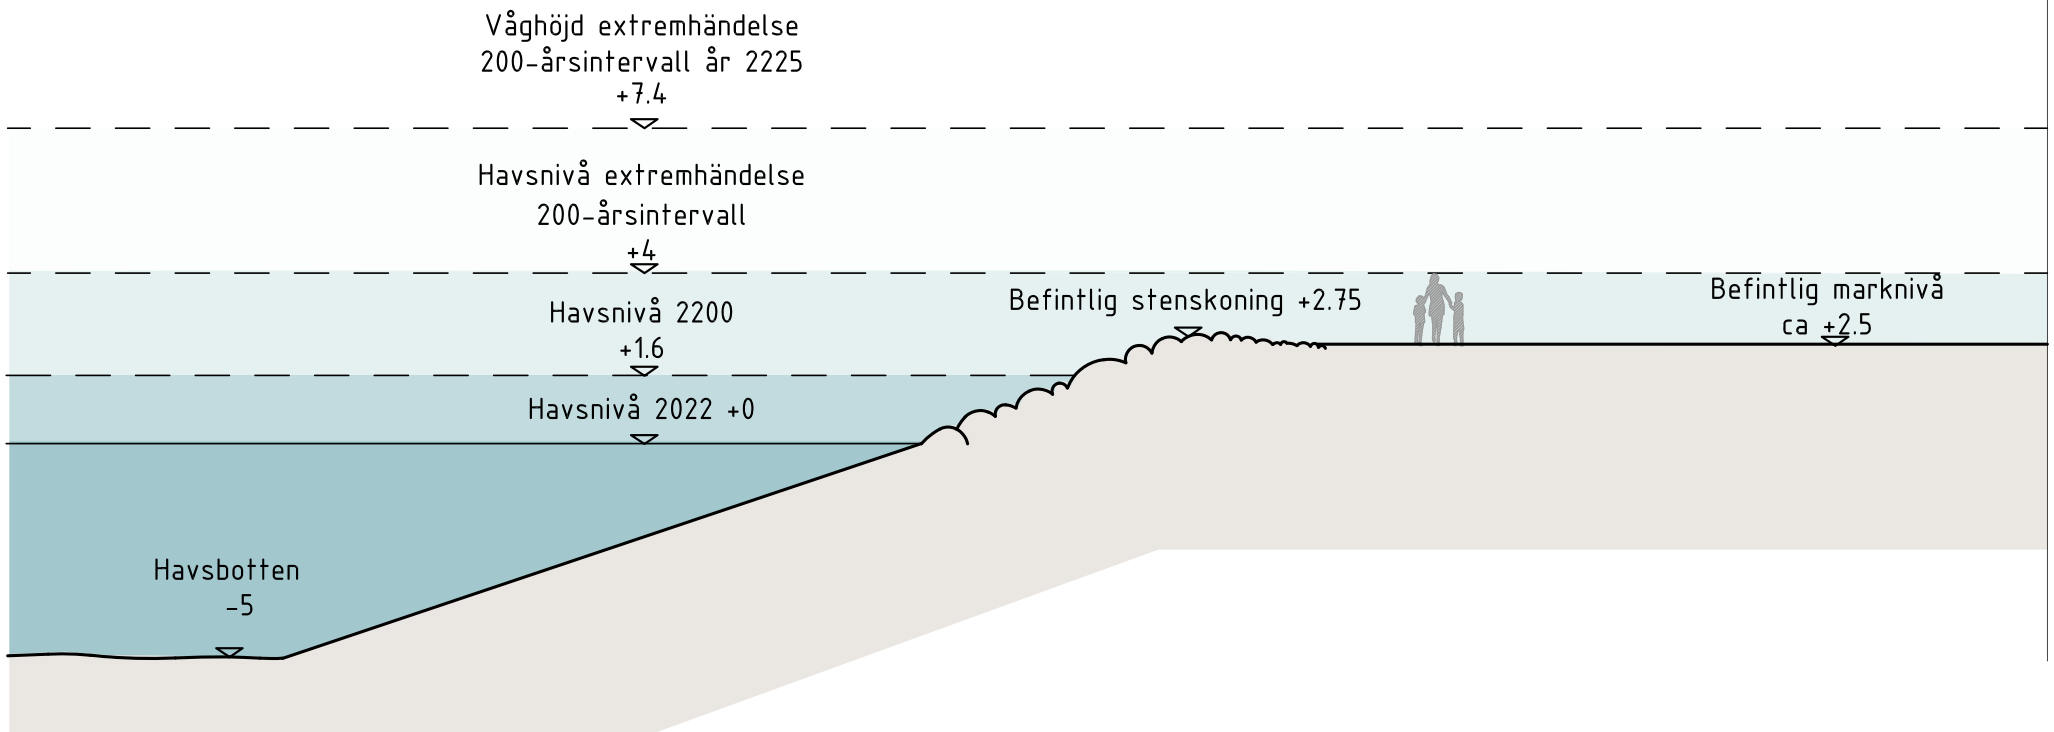 Våghöjd extremhändelse
200-årsintervall år 2225
+7.4
Havsnivå extremhändelse
200-årsintervall
+4
Befintlig marknivå
ca +2.5
Befintlig stenskoning +2.75
Havsnivå 2200
+1.6
Havsnivå 2022 +0
Havsbotten
-5